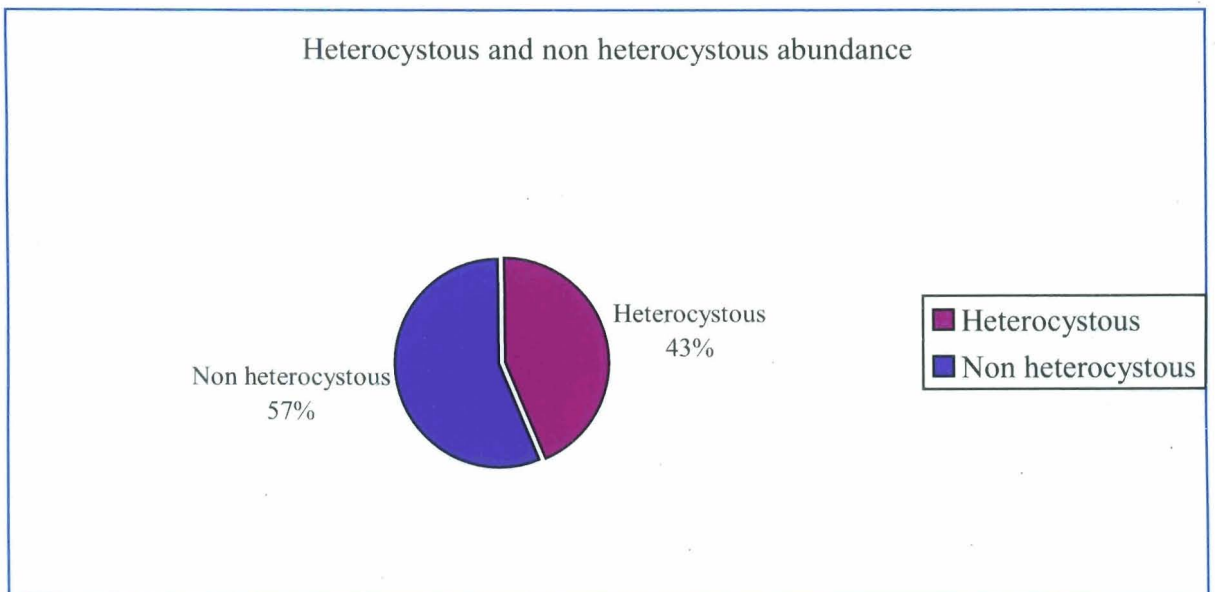 Heterocystous and non heterocystous abundance
Heterocystous
43%
Non heterocystous
57%
Heterocystous
Non heterocystous